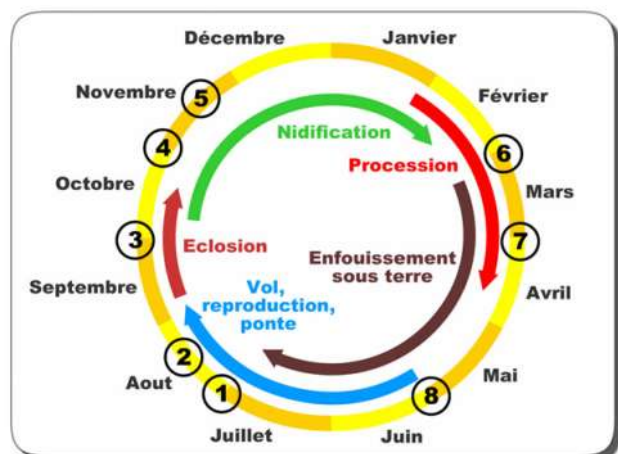 Décembre
Janvier
Novembre
5
Février
Nidification
4
Procession
6
Octobre
Mars
3
Eclosion
7
Enfouissement
sous terre
Septembre
Vol,
reproduction,
ponte
Avril
2
Aout
1
8
Mai
Juillet
Juin